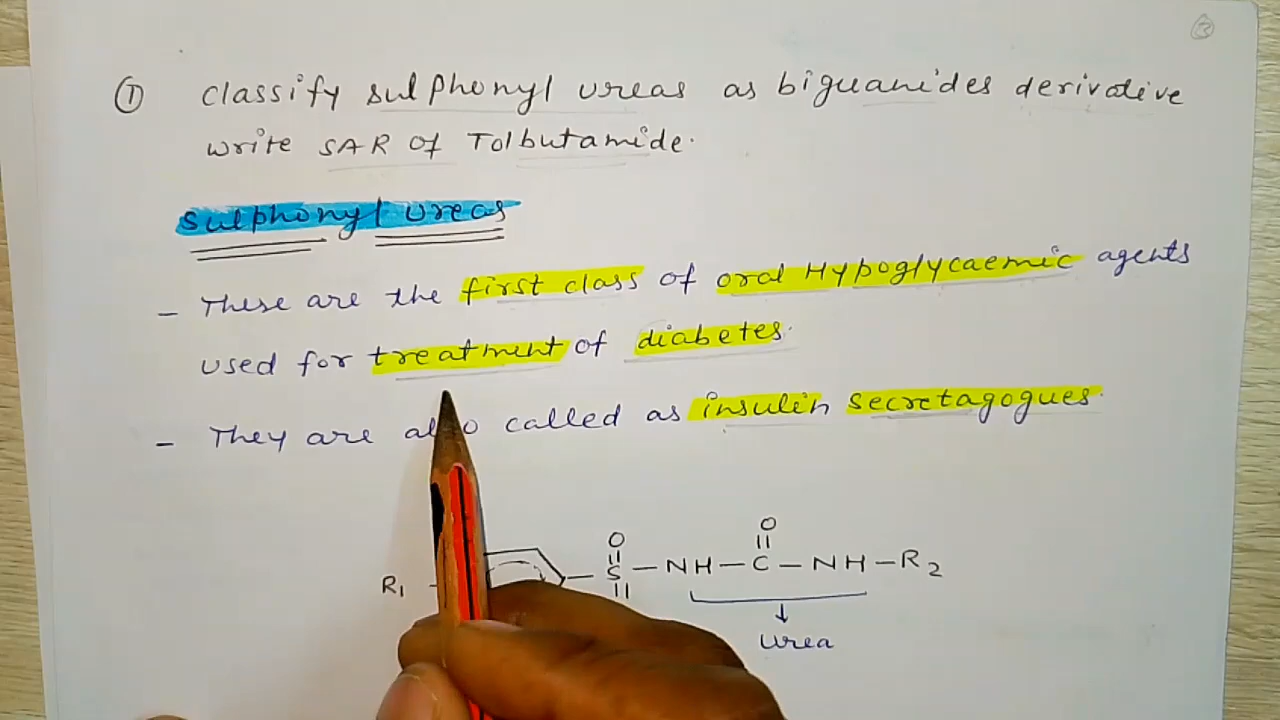 ③
① classify sulphonyl ureas as biguanides derivative
write SAR of Tolbutamide.
Sulphonyl ureas
- These are the first class of oral Hypoglycaemic agents
used for treatment of diabetes.
- They are also called as insulin secretagogues.
O O
R1 S - NH - C - NH - R2
urea